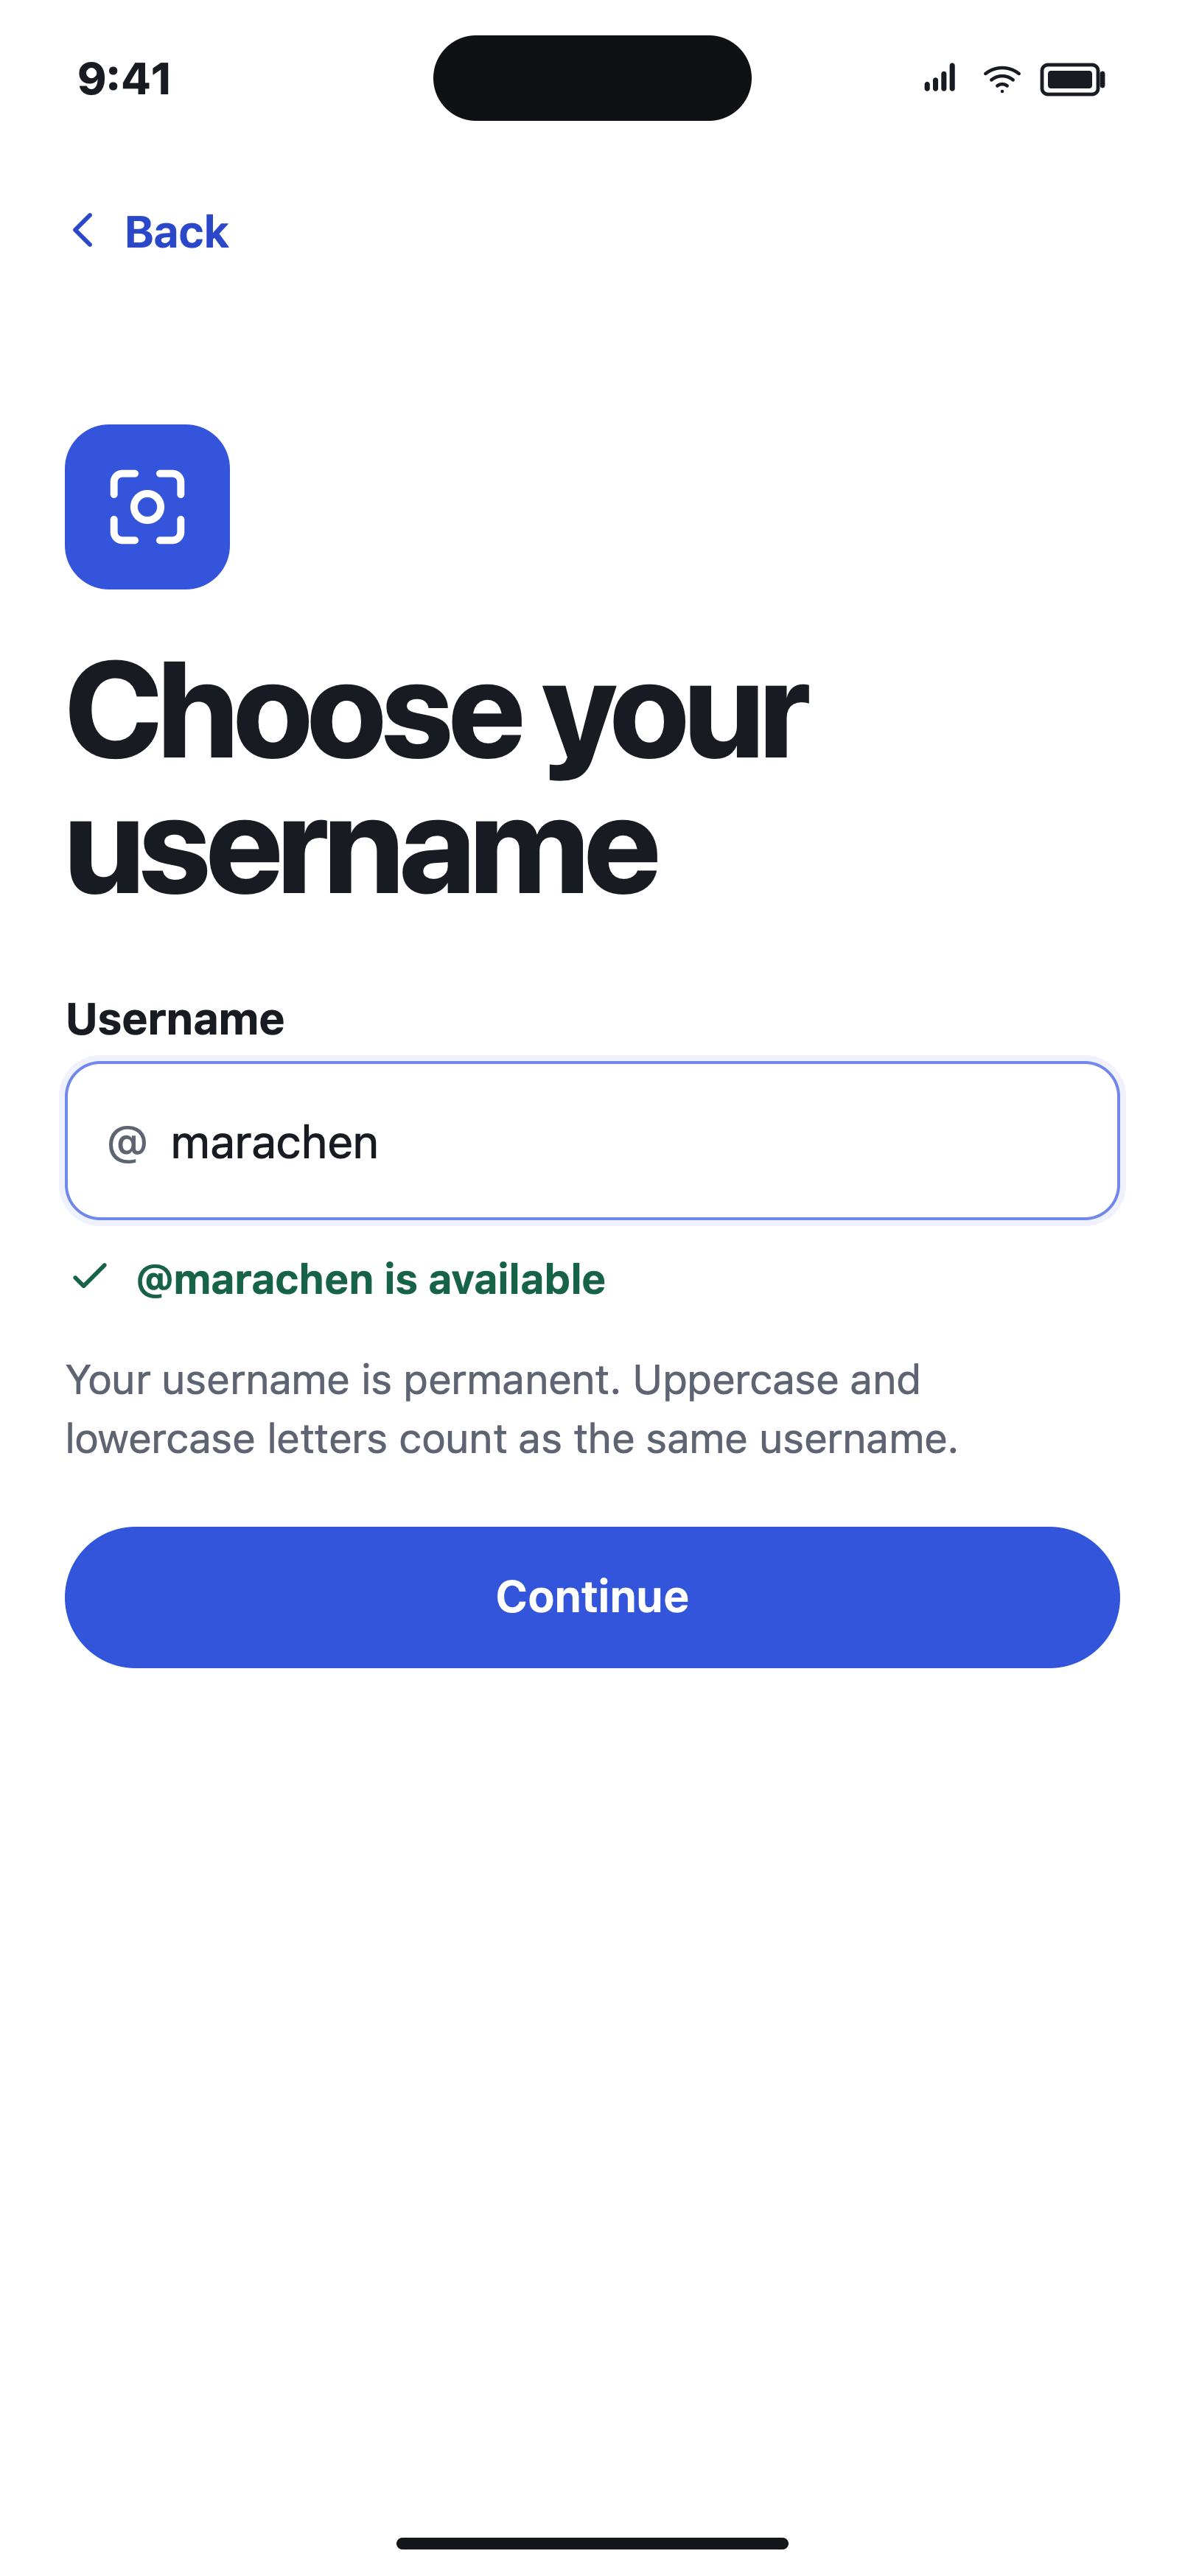 9:41
Back
Choose your
username
Username
@ marachen
@marachen is available
Your username is permanent. Uppercase and
lowercase letters count as the same username.
Continue